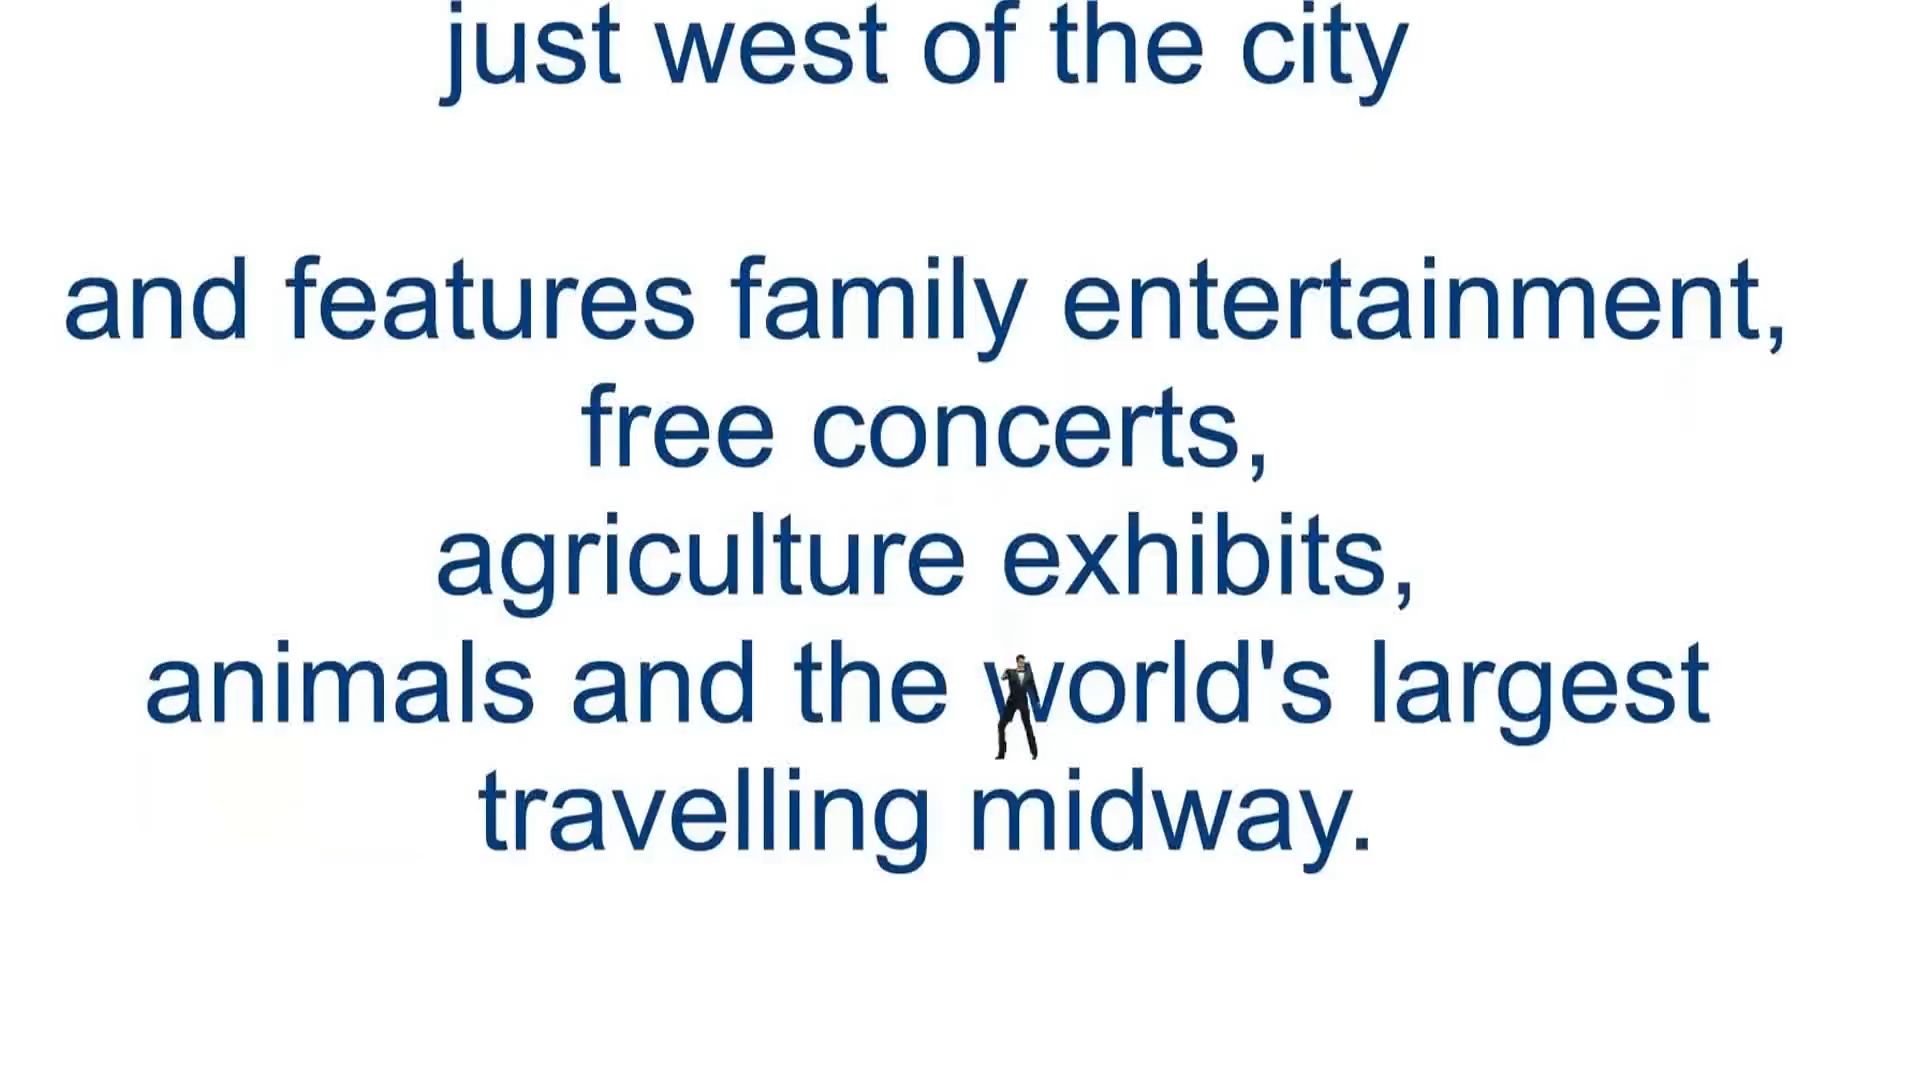 just west of the city
and features family entertainment,
free concerts,
agriculture exhibits,
animals and the world's largest
travelling midway.